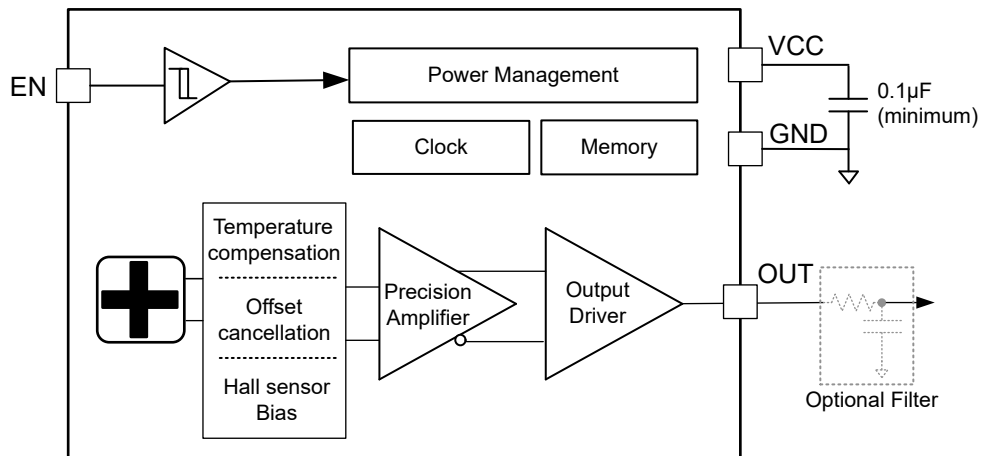 EN
Power Management
Clock
Memory
VCC
0.1µF
(minimum)
GND
Temperature
compensation
Offset
cancellation
Hall sensor
Bias
Precision
Amplifier
Output
Driver
OUT
Optional Filter